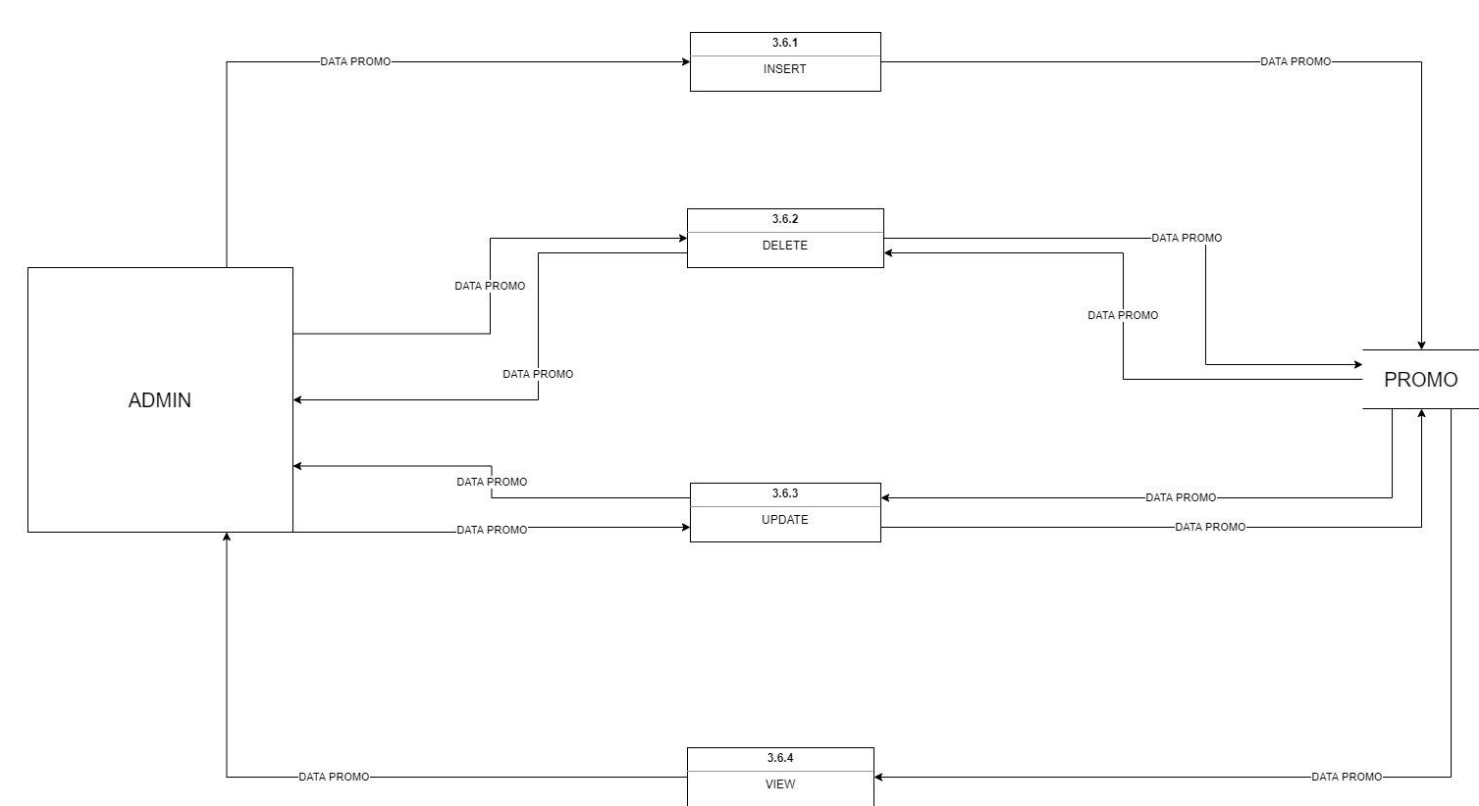 3.6.1
DATA PROMO
INSERT
DATA PROMO
3.6.2
DATA PROMO
DELETE
DATA PROMO
DATA PROMO
DATA PROMO
PROMO
ADMIN
DATA PROMO
3.6.3
DATA PROMO
DATA PROMO
UPDATE
DATA PROMO
3.6.4
DATA PROMO
VIEW
DATA PROMO